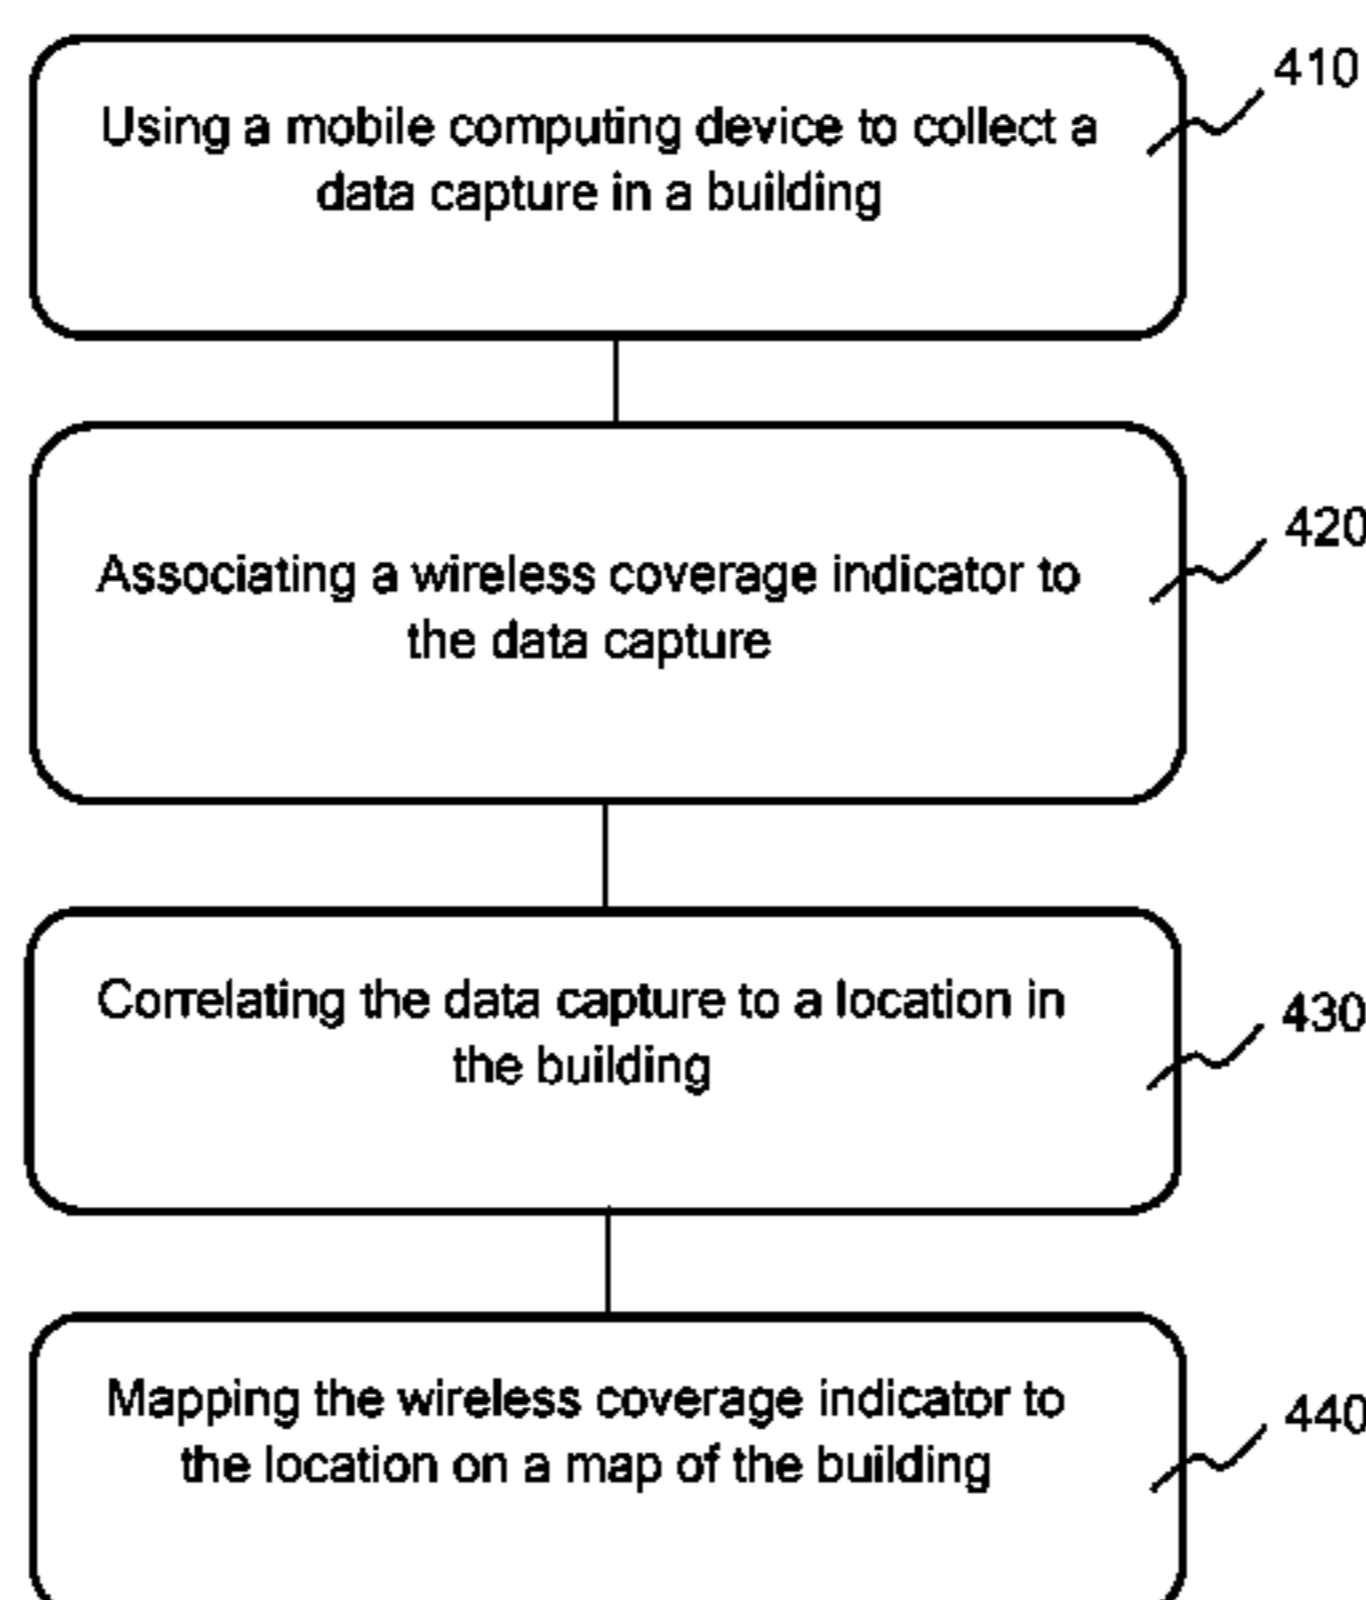 410
Using a mobile computing device to collect a
data capture in a building
420
Associating a wireless coverage indicator to
the data capture
430
Correlating the data capture to a location in
the building
440
Mapping the wireless coverage indicator to
the location on a map of the building